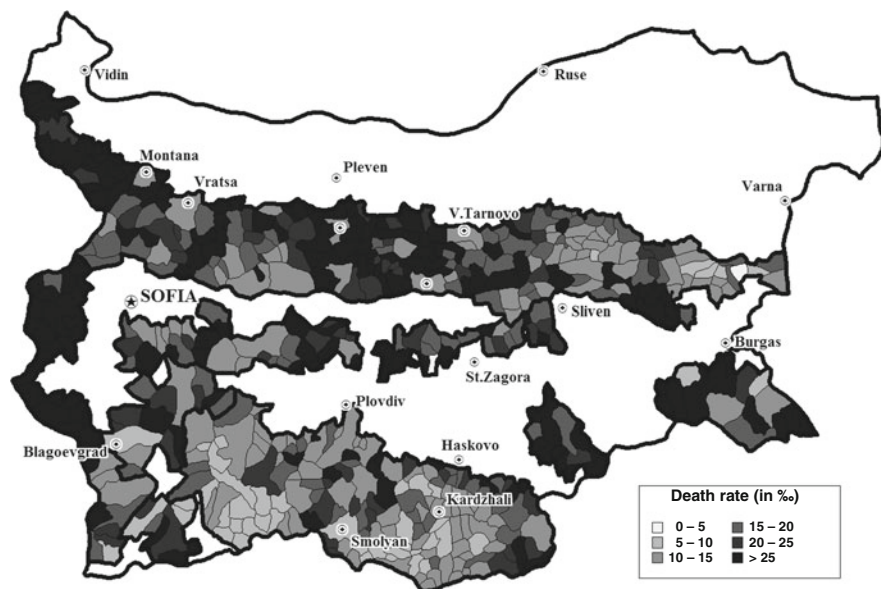 Vidin
Ruse
Montana
Pleven
Vratsa
Varna
V.Tarnovo
SOFIA
Sliven
Burgas
St.Zagora
Plovdiv
Blagoevgrad
Haskovo
Kardzhali
Smolyan
Death rate (in ‰)
0 – 5
15 – 20
5 – 10
20 – 25
10 – 15
> 25